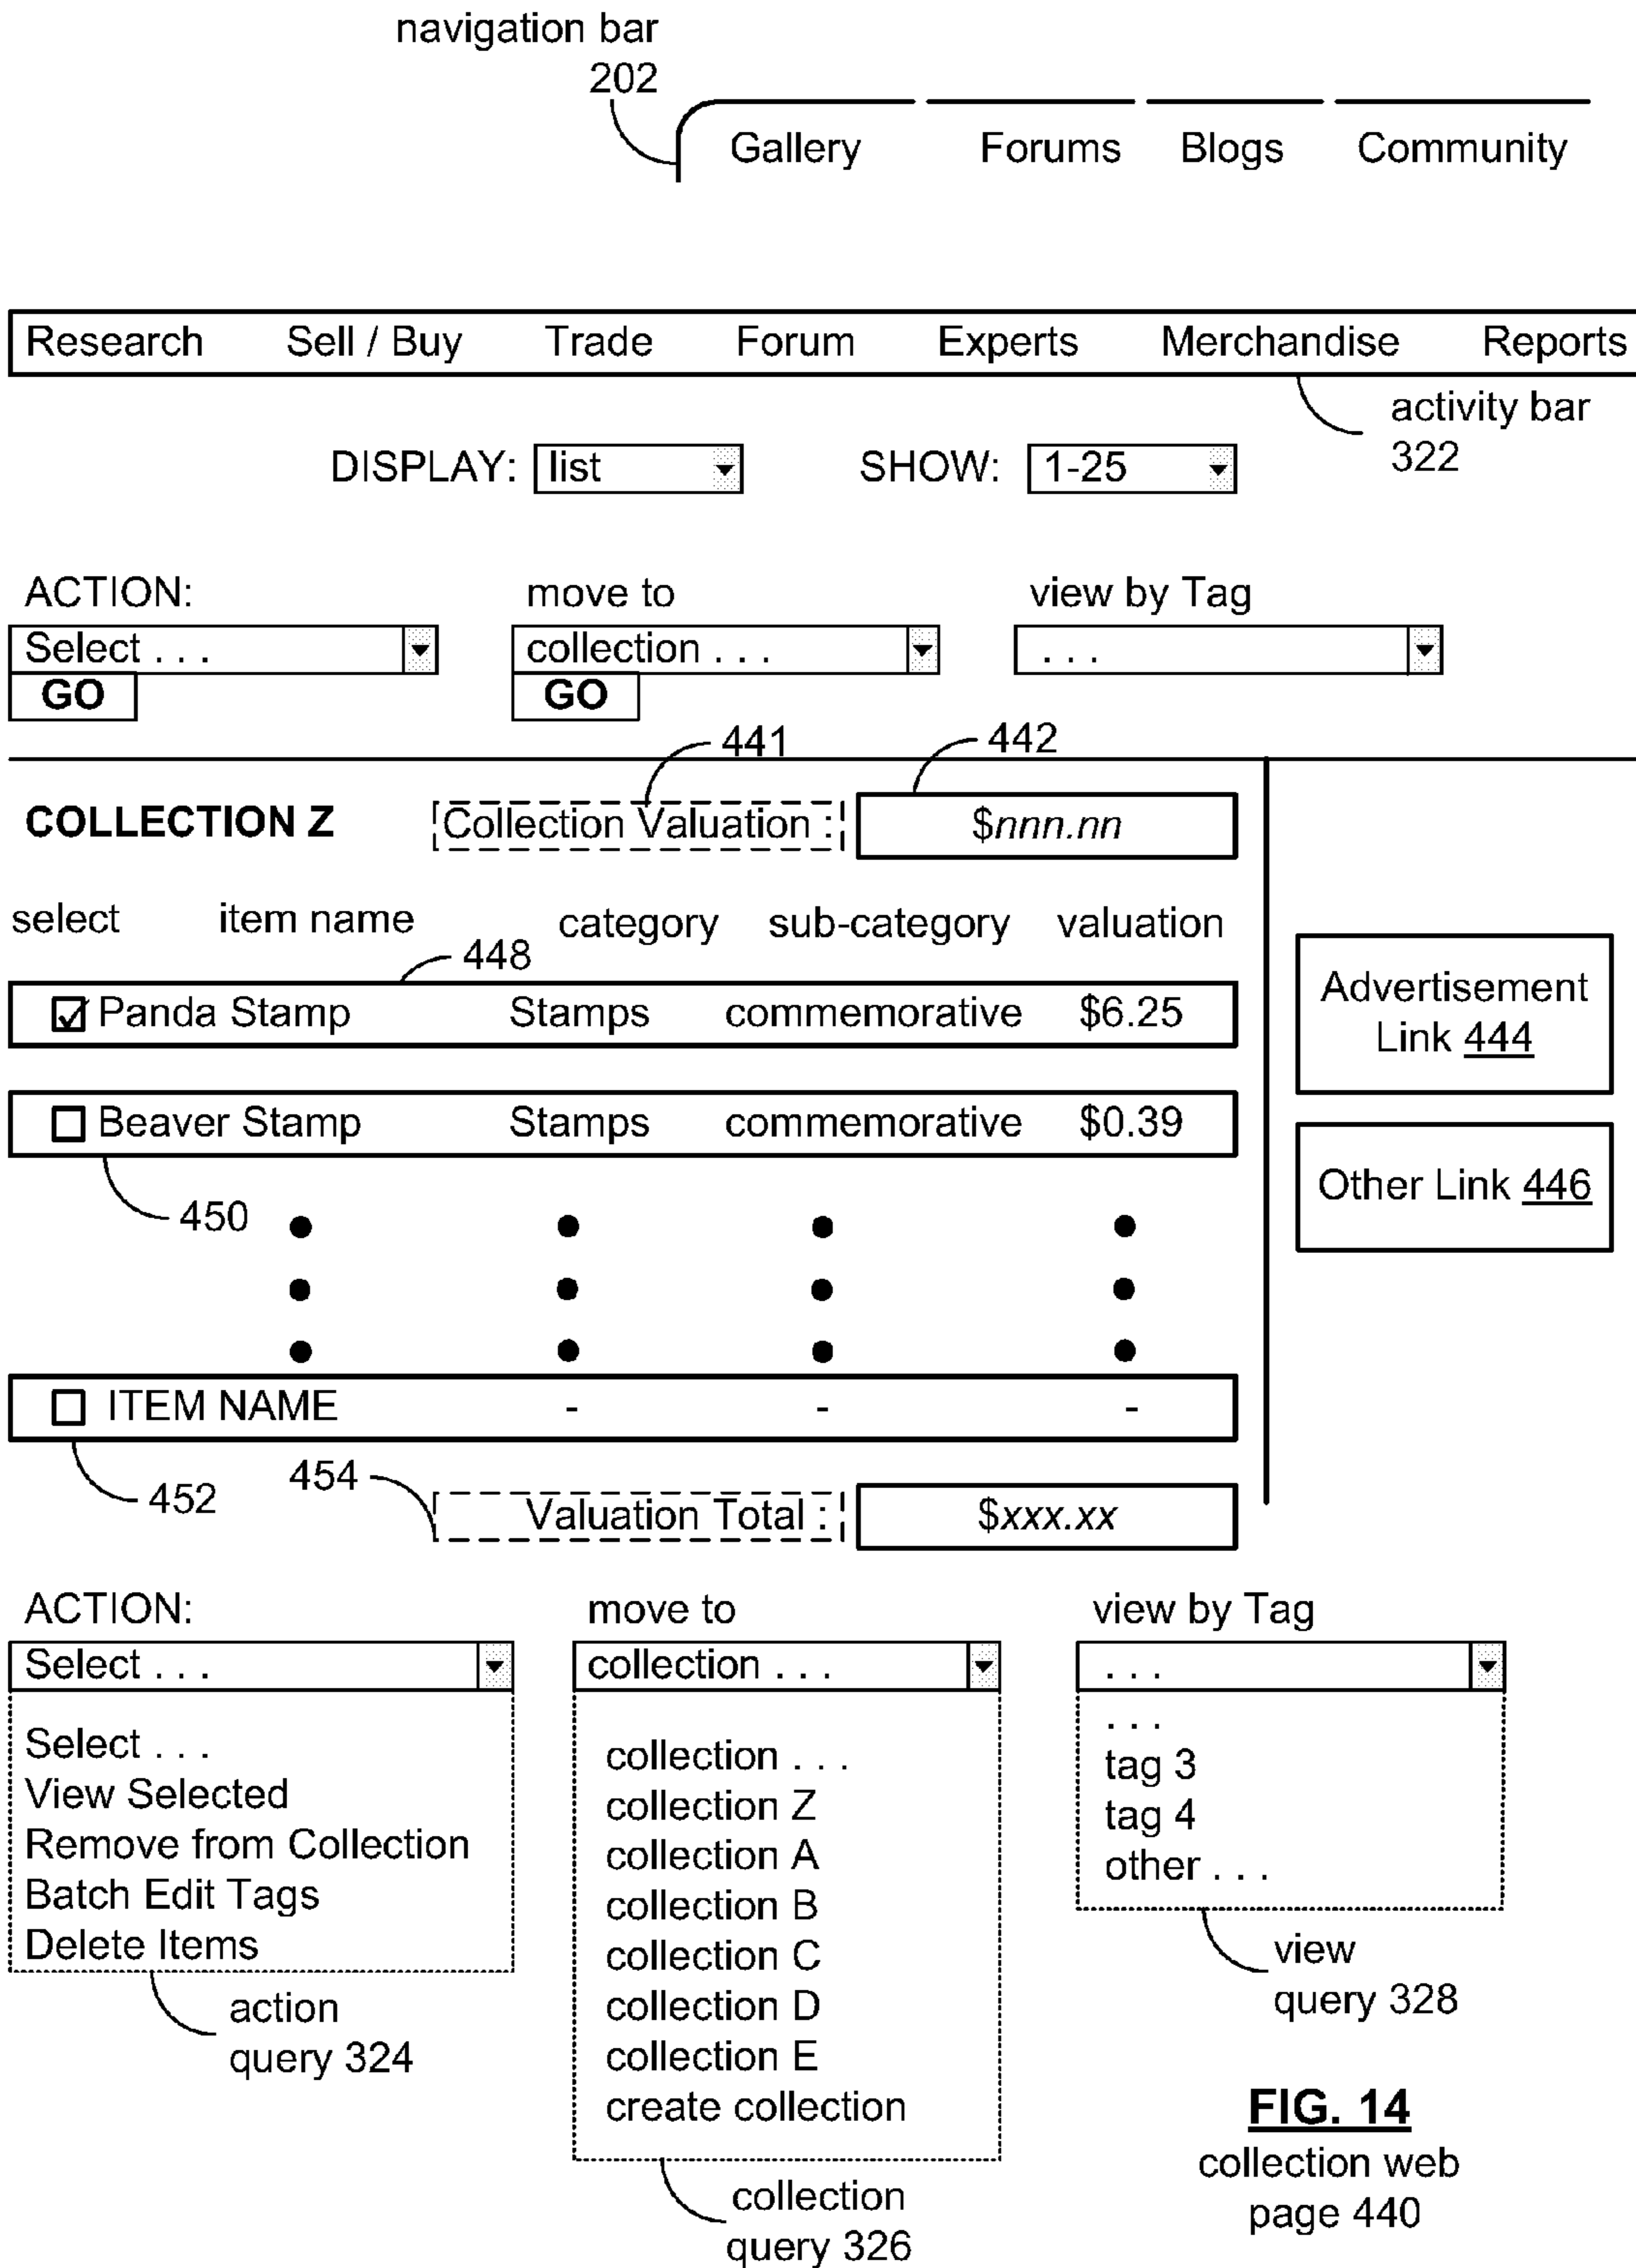 navigation bar
202
Gallery Forums Blogs Community
Research Sell / Buy Trade Forum Experts Merchandise Reports
activity bar
322
DISPLAY: list SHOW: 1-25
ACTION: move to view by Tag
Select . . . collection . . . . . .
GO GO
441 442
COLLECTION Z Collection Valuation : $nnn.nn
select item name category sub-category valuation
448
Panda Stamp Stamps commemorative $6.25
Advertisement
Link 444
Beaver Stamp Stamps commemorative $0.39
Other Link 446
450
ITEM NAME - - -
452
454
Valuation Total : $xxx.xx
ACTION: move to view by Tag
Select . . . collection . . . . . .
Select . . .
View Selected
Remove from Collection
Batch Edit Tags
Delete Items
action
query 324
collection . . .
collection Z
collection A
collection B
collection C
collection D
collection E
create collection
collection
query 326
. . .
tag 3
tag 4
other . . .
view
query 328
FIG. 14
collection web
page 440